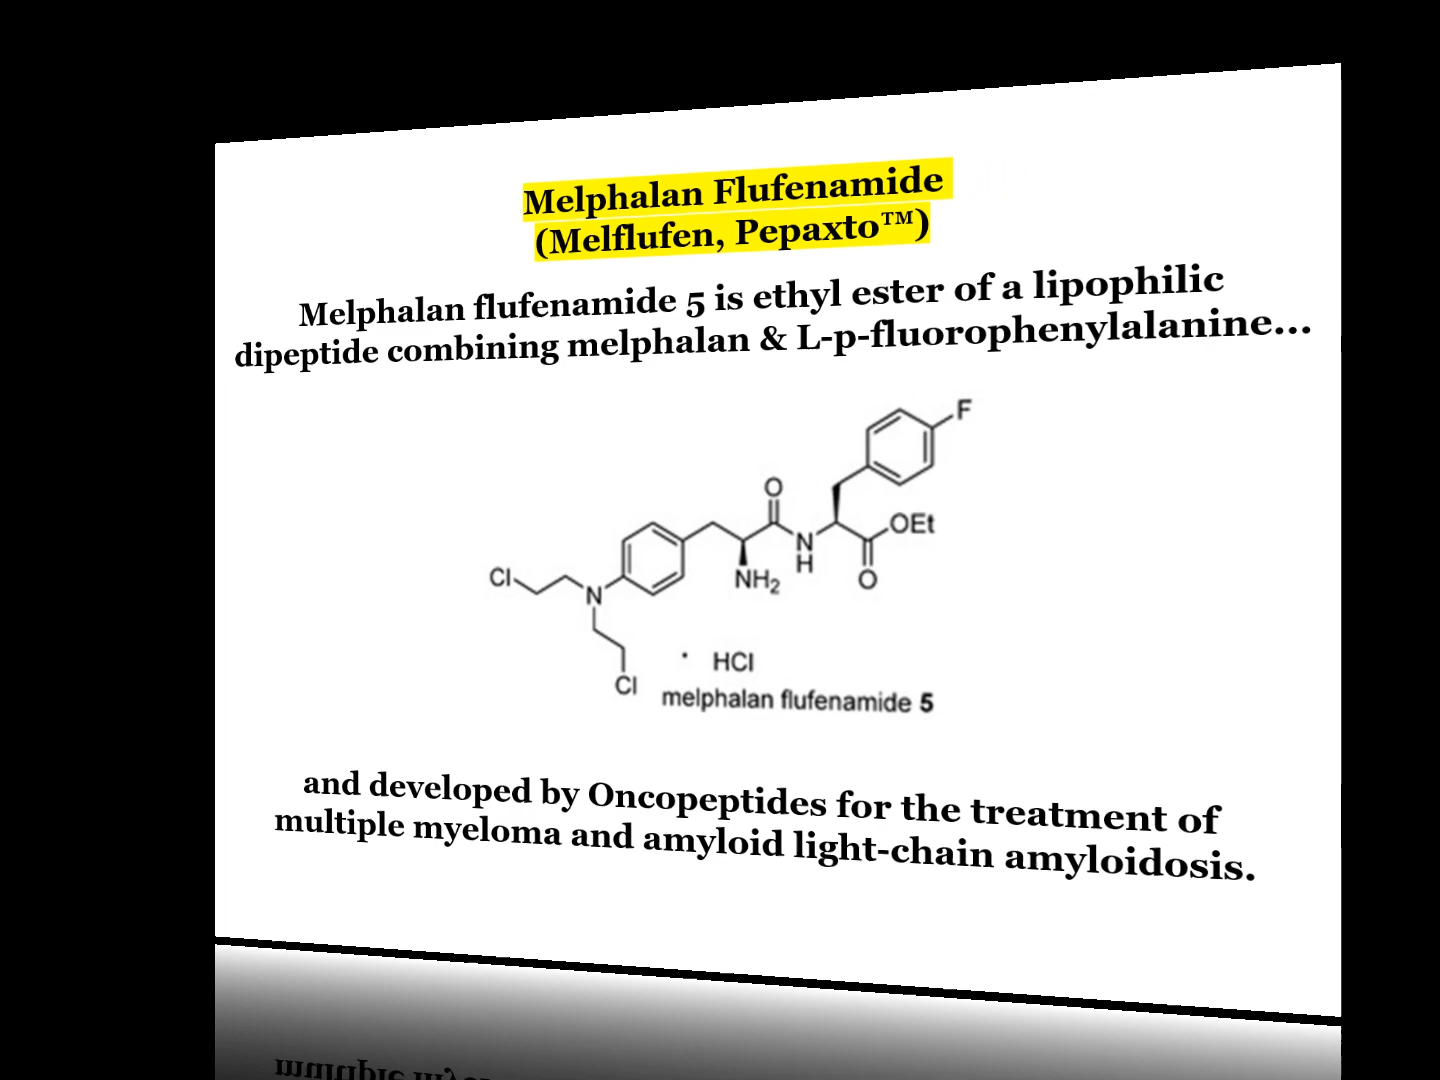 Melphalan Flufenamide
(Melflufen, Pepaxto™)
Melphalan flufenamide 5 is ethyl ester of a lipophilic
dipeptide combining melphalan & L-p-fluorophenylalanine...
F
O
OEt
N
H
NH₂
O
Cl
N
Cl
· HCl
melphalan flufenamide 5
and developed by Oncopeptides for the treatment of
multiple myeloma and amyloid light-chain amyloidosis.